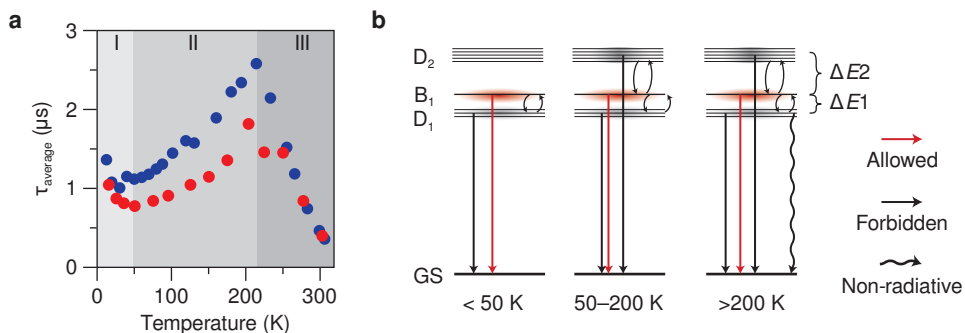 a
I II III
3
2
1
0
τaverage (µs)
0 100 200 300
Temperature (K)
b
D2
B1
D1
GS
ΔE2
ΔE1
< 50 K 50–200 K >200 K
Allowed
Forbidden
Non-radiative